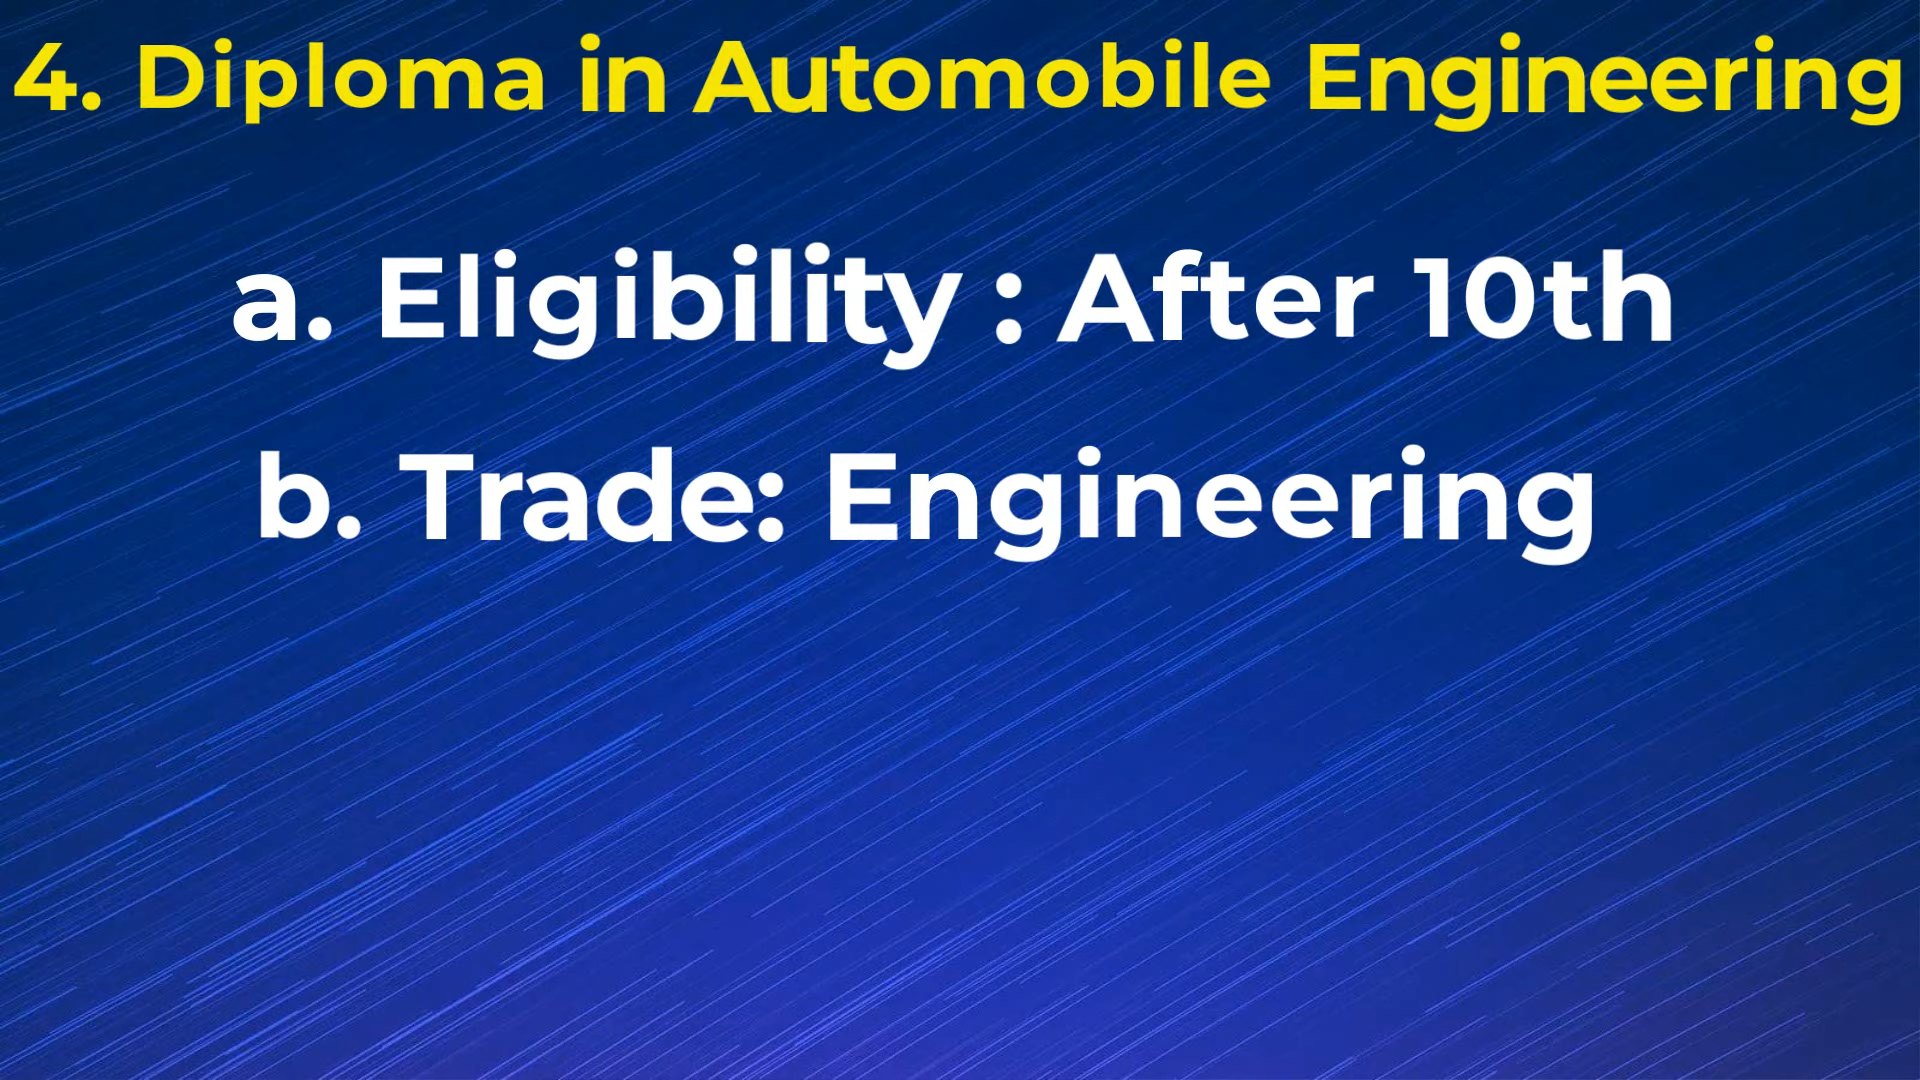 4. Diploma in Automobile Engineering
a. Eligibility : After 10th
b. Trade: Engineering